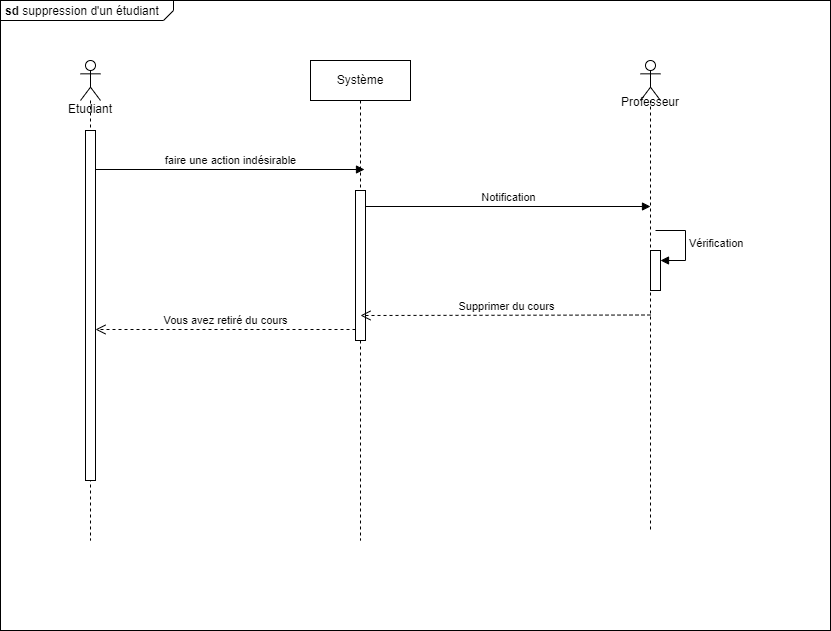 sd suppression d'un étudiant
Etudiant
Système
Professeur
faire une action indésirable
Notification
Vérification
Supprimer du cours
Vous avez retiré du cours